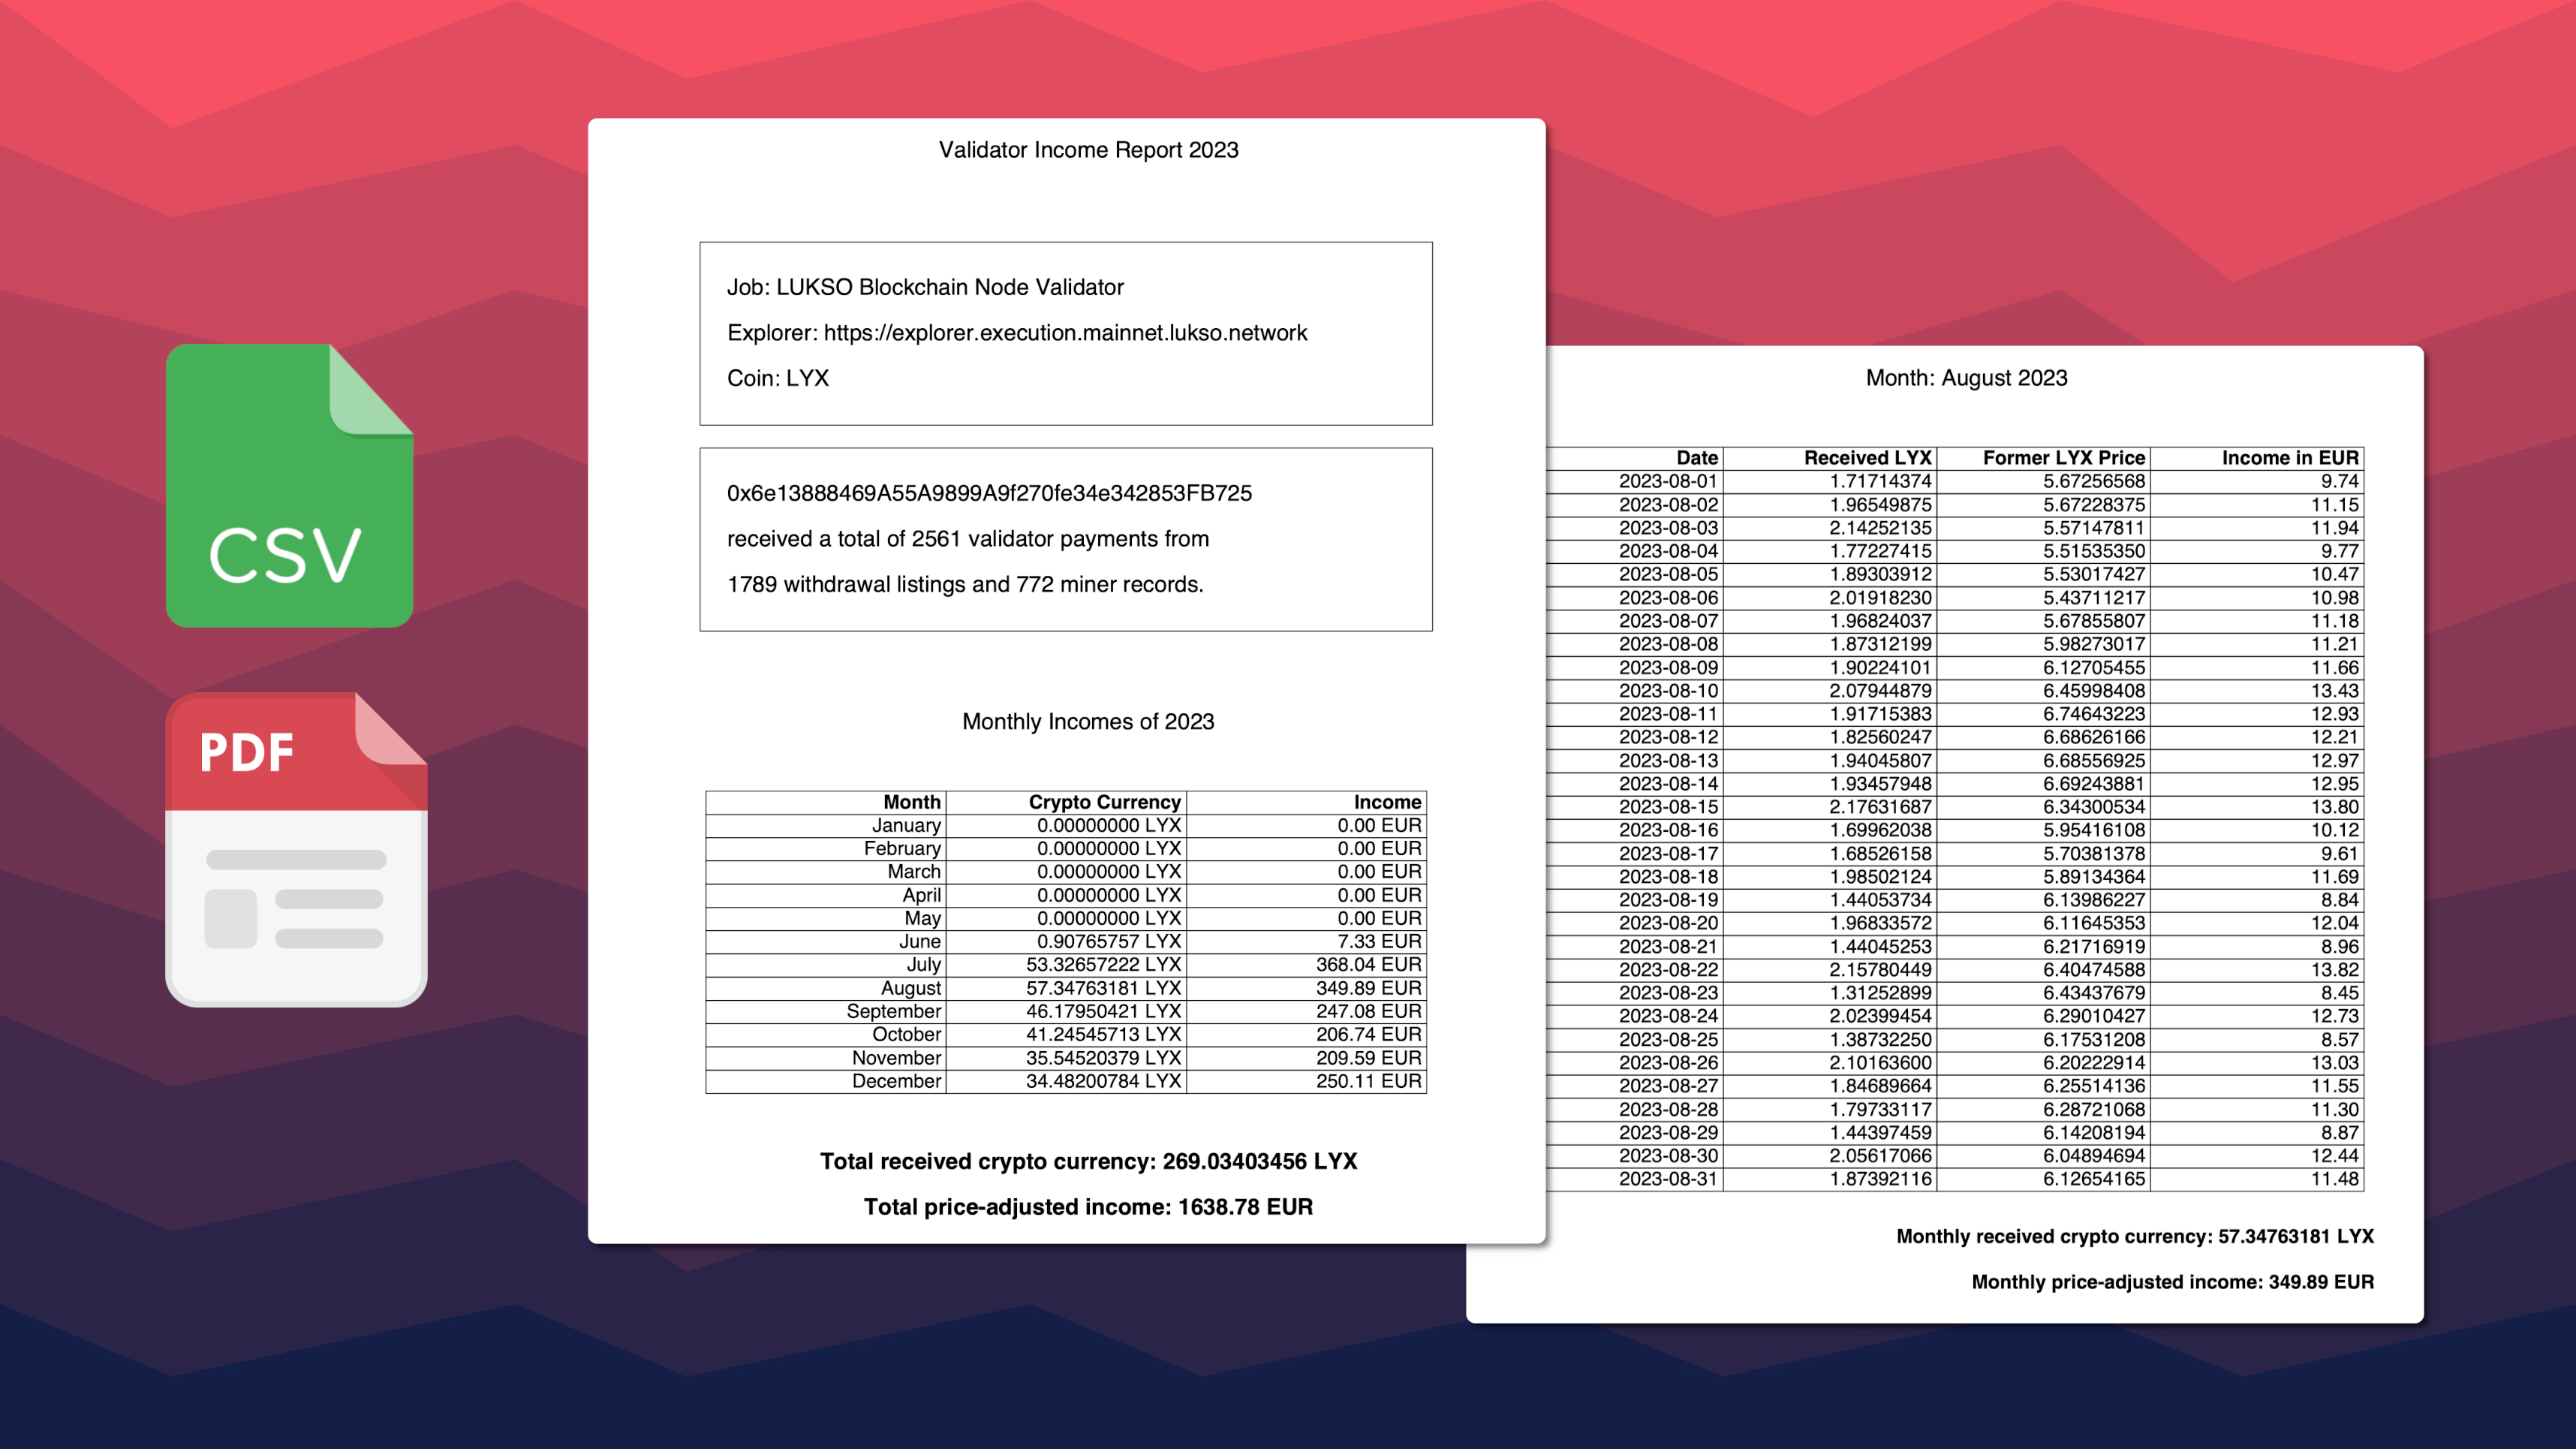 CSV
PDF
Validator Income Report 2023
Job: LUKSO Blockchain Node Validator
Explorer: https://explorer.execution.mainnet.lukso.network
Coin: LYX
0x6e13888469A55A9899A9f270fe34e342853FB725
received a total of 2561 validator payments from
1789 withdrawal listings and 772 miner records.
Monthly Incomes of 2023
Month Crypto Currency Income
January 0.00000000 LYX 0.00 EUR
February 0.00000000 LYX 0.00 EUR
March 0.00000000 LYX 0.00 EUR
April 0.00000000 LYX 0.00 EUR
May 0.00000000 LYX 0.00 EUR
June 0.90765757 LYX 7.33 EUR
July 53.32657222 LYX 368.04 EUR
August 57.34763181 LYX 349.89 EUR
September 46.17950421 LYX 247.08 EUR
October 41.24545713 LYX 206.74 EUR
November 35.54520379 LYX 209.59 EUR
December 34.48200784 LYX 250.11 EUR
Total received crypto currency: 269.03403456 LYX
Total price-adjusted income: 1638.78 EUR
Month: August 2023
Date Received LYX Former LYX Price Income in EUR
2023-08-01 1.71714374 5.67256568 9.74
2023-08-02 1.96549875 5.67228375 11.15
2023-08-03 2.14252135 5.57147811 11.94
2023-08-04 1.77227415 5.51535350 9.77
2023-08-05 1.89303912 5.53017427 10.47
2023-08-06 2.01918230 5.43711217 10.98
2023-08-07 1.96824037 5.67855807 11.18
2023-08-08 1.87312199 5.98273017 11.21
2023-08-09 1.90224101 6.12705455 11.66
2023-08-10 2.07944879 6.45998408 13.43
2023-08-11 1.91715383 6.74643223 12.93
2023-08-12 1.82560247 6.68626166 12.21
2023-08-13 1.94045807 6.68556925 12.97
2023-08-14 1.93457948 6.69243881 12.95
2023-08-15 2.17631687 6.34300534 13.80
2023-08-16 1.69962038 5.95416108 10.12
2023-08-17 1.68526158 5.70381378 9.61
2023-08-18 1.98502124 5.89134364 11.69
2023-08-19 1.44053734 6.13986227 8.84
2023-08-20 1.96833572 6.11645353 12.04
2023-08-21 1.44045253 6.21716919 8.96
2023-08-22 2.15780449 6.40474588 13.82
2023-08-23 1.31252899 6.43437679 8.45
2023-08-24 2.02399454 6.29010427 12.73
2023-08-25 1.38732250 6.17531208 8.57
2023-08-26 2.10163600 6.20222914 13.03
2023-08-27 1.84689664 6.25514136 11.55
2023-08-28 1.79733117 6.28721068 11.30
2023-08-29 1.44397459 6.14208194 8.87
2023-08-30 2.05617066 6.04894694 12.44
2023-08-31 1.87392116 6.12654165 11.48
Monthly received crypto currency: 57.34763181 LYX
Monthly price-adjusted income: 349.89 EUR